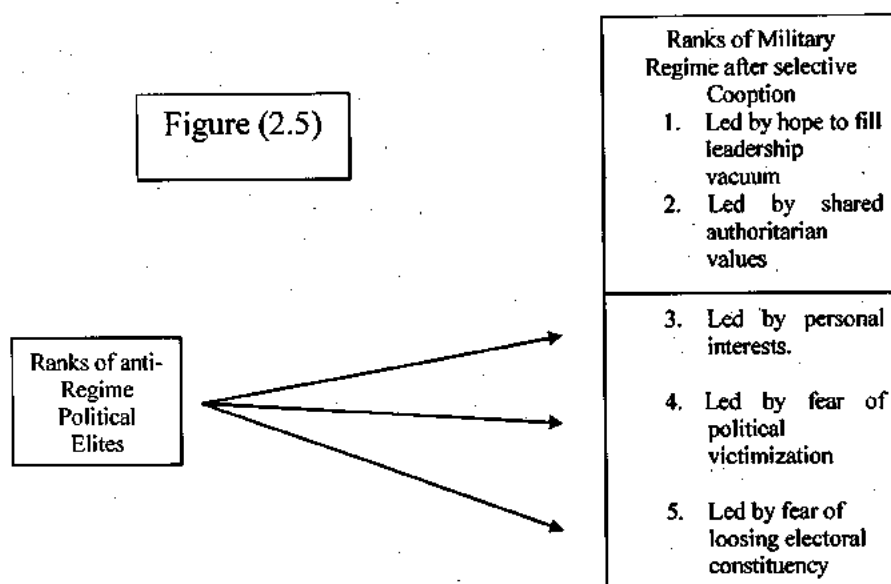 Figure (2.5)
Ranks of Military
Regime after selective
Cooption
1. Led by hope to fill
leadership
vacuum
2. Led by shared
authoritarian
values
Ranks of anti-
Regime
Political
Elites
3. Led by personal
interests.
4. Led by fear of
political
victimization
5. Led by fear of
loosing electoral
constituency